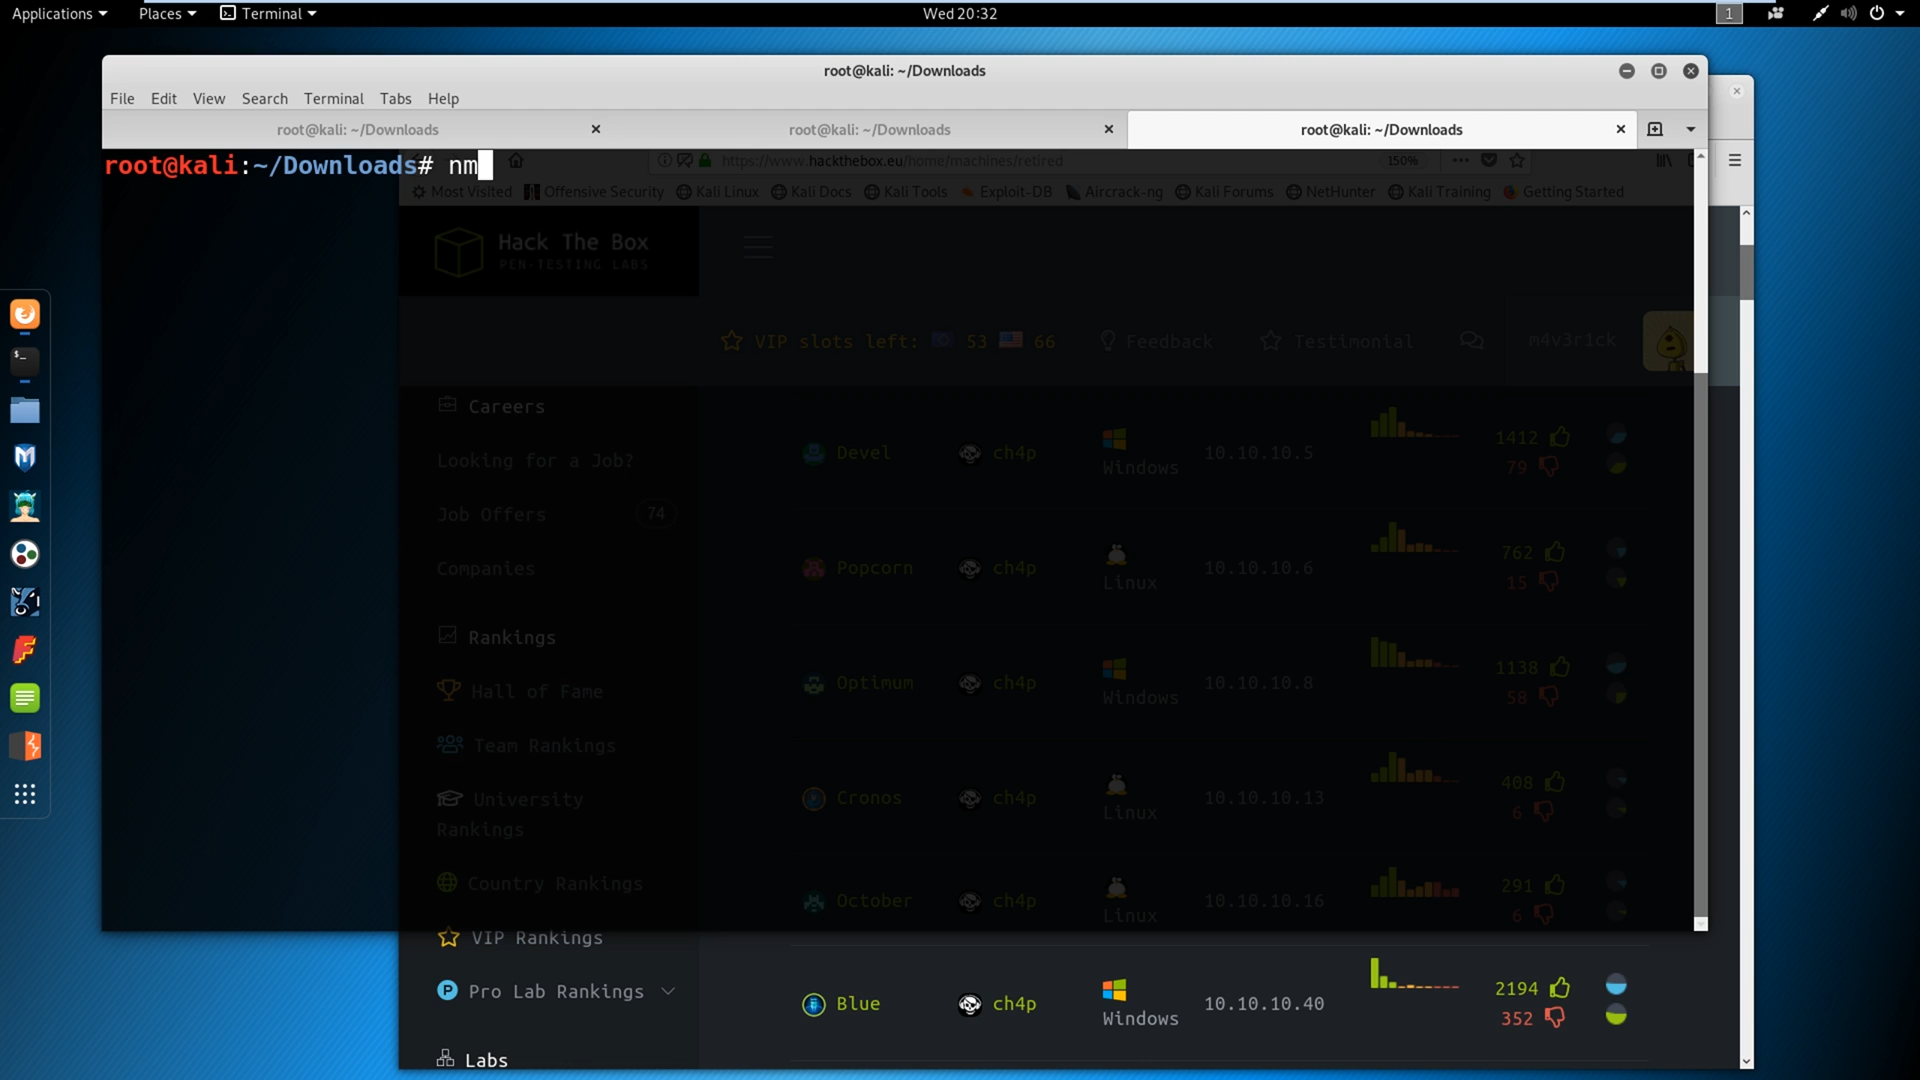 Applications Places Terminal Wed 20:32 1
root@kali: ~/Downloads
File Edit View Search Terminal Tabs Help
root@kali: ~/Downloads root@kali: ~/Downloads root@kali: ~/Downloads
root@kali:~/Downloads# nm
https://www.hackthebox.eu/home/machines/retired 150%
Most Visited Offensive Security Kali Linux Kali Docs Kali Tools Exploit-DB Aircrack-ng Kali Forums NetHunter Kali Training Getting Started
Hack The Box
PEN-TESTING LABS
VIP slots left: 53 66 Feedback Testimonial m4v3r1ck
Careers
Looking for a Job?
Job Offers 74
Companies
Rankings
Hall of Fame
Team Rankings
University
Rankings
Country Rankings
VIP Rankings
Pro Lab Rankings
Labs
Devel ch4p Windows 10.10.10.5 1412 79
Popcorn ch4p Linux 10.10.10.6 762 15
Optimum ch4p Windows 10.10.10.8 1138 58
Cronos ch4p Linux 10.10.10.13 408 6
October ch4p Linux 10.10.10.16 291 6
Blue ch4p Windows 10.10.10.40 2194 352